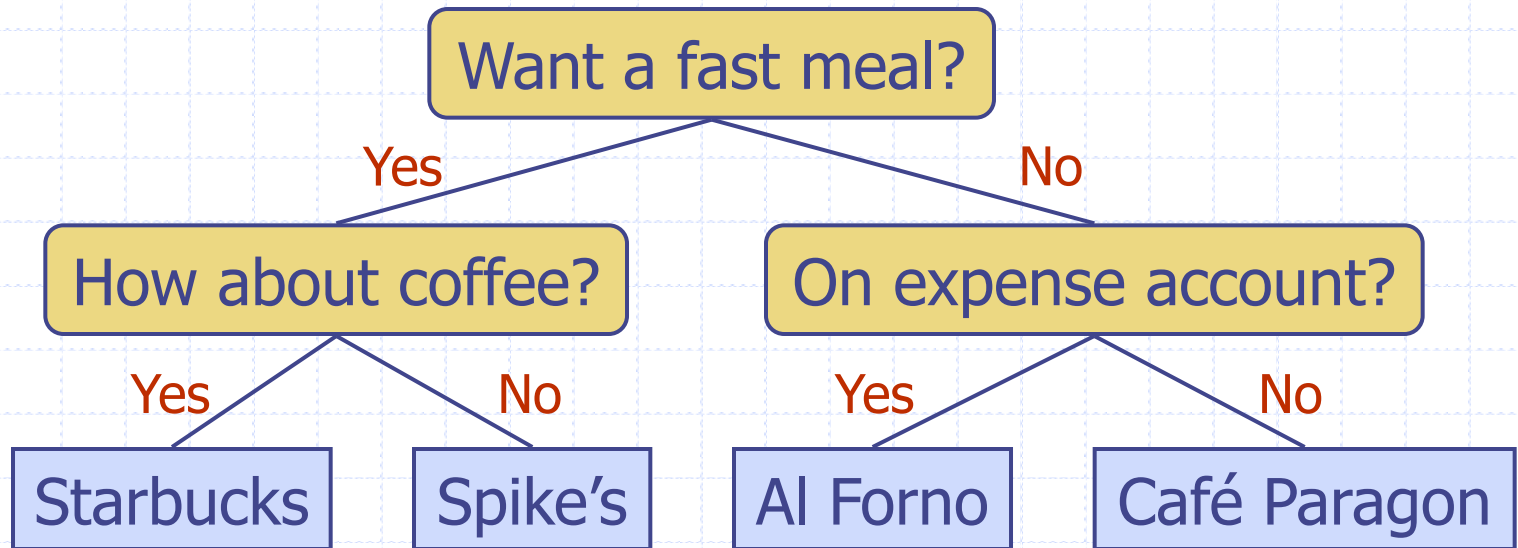 Want a fast meal?
Yes
No
How about coffee?
On expense account?
Yes
No
Yes
No
Starbucks
Spike’s
Al Forno
Café Paragon